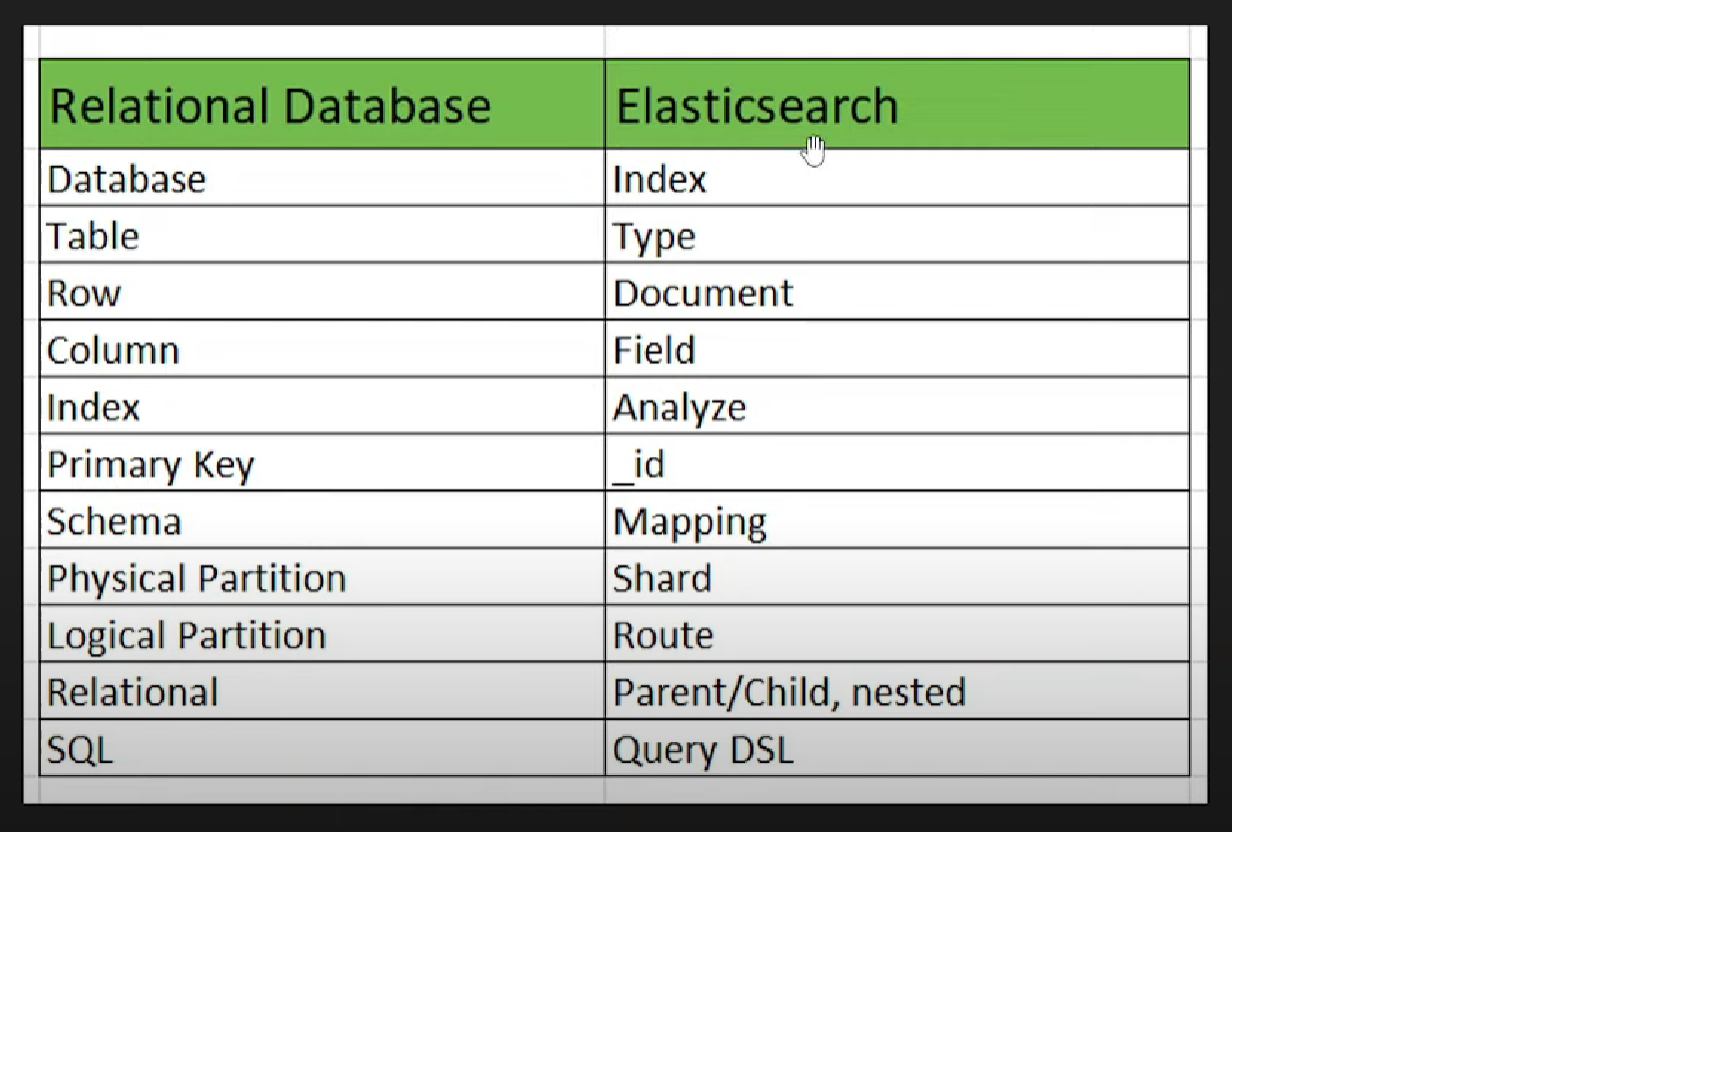 Relational Database Elasticsearch
Database Index
Table Type
Row Document
Column Field
Index Analyze
Primary Key _id
Schema Mapping
Physical Partition Shard
Logical Partition Route
Relational Parent/Child, nested
SQL Query DSL